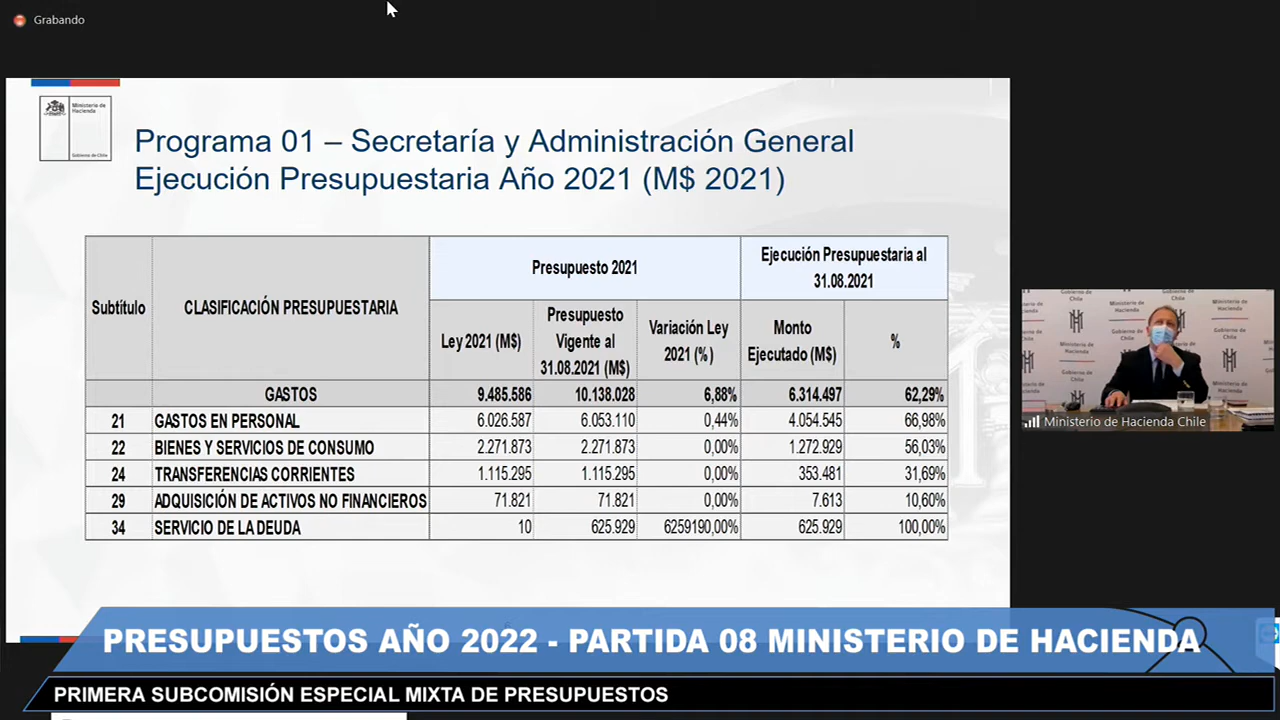 Grabando
Ministerio de
Hacienda
Gobierno de Chile
Programa 01 – Secretaría y Administración General
Ejecución Presupuestaria Año 2021 (M$ 2021)
Subtítulo CLASIFICACIÓN PRESUPUESTARIA Presupuesto 2021 Ejecución Presupuestaria al
31.08.2021
Ley 2021 (M$) Presupuesto
Vigente al
31.08.2021 (M$) Variación Ley
2021 (%) Monto
Ejecutado (M$) %
GASTOS 9.485.586 10.138.028 6,88% 6.314.497 62,29%
21 GASTOS EN PERSONAL 6.026.587 6.053.110 0,44% 4.054.545 66,98%
22 BIENES Y SERVICIOS DE CONSUMO 2.271.873 2.271.873 0,00% 1.272.929 56,03%
24 TRANSFERENCIAS CORRIENTES 1.115.295 1.115.295 0,00% 353.481 31,69%
29 ADQUISICIÓN DE ACTIVOS NO FINANCIEROS 71.821 71.821 0,00% 7.613 10,60%
34 SERVICIO DE LA DEUDA 10 625.929 6259190,00% 625.929 100,00%
Gobierno de
Chile
Ministerio de
Hacienda
Ministerio de Hacienda Chile
PRESUPUESTOS AÑO 2022 - PARTIDA 08 MINISTERIO DE HACIENDA
PRIMERA SUBCOMISIÓN ESPECIAL MIXTA DE PRESUPUESTOS